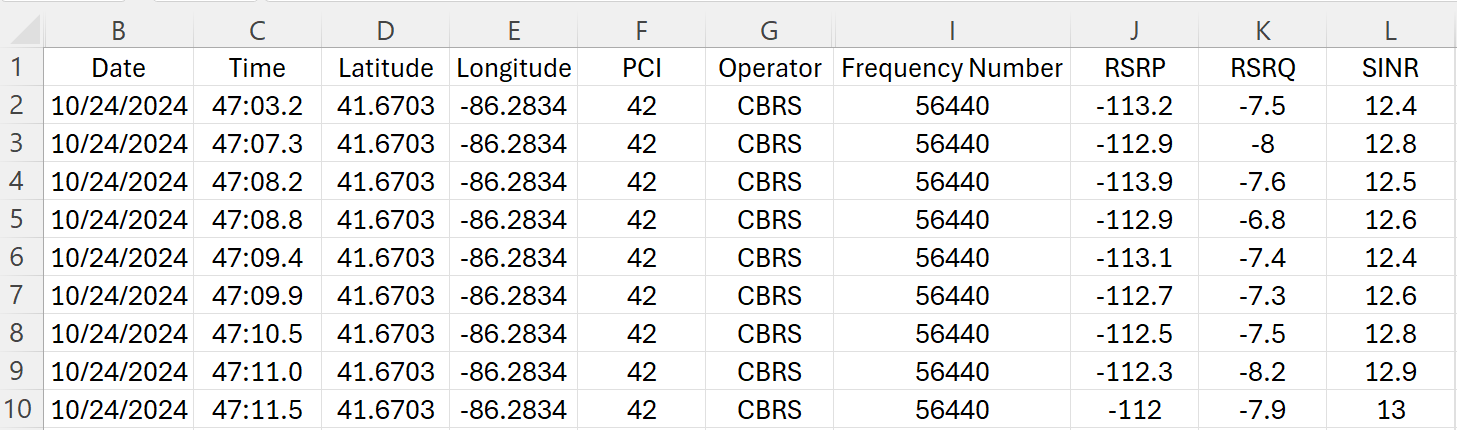 B C D E F G I J K L
1 Date Time Latitude Longitude PCI Operator Frequency Number RSRP RSRQ SINR
2 10/24/2024 47:03.2 41.6703 -86.2834 42 CBRS 56440 -113.2 -7.5 12.4
3 10/24/2024 47:07.3 41.6703 -86.2834 42 CBRS 56440 -112.9 -8 12.8
4 10/24/2024 47:08.2 41.6703 -86.2834 42 CBRS 56440 -113.9 -7.6 12.5
5 10/24/2024 47:08.8 41.6703 -86.2834 42 CBRS 56440 -112.9 -6.8 12.6
6 10/24/2024 47:09.4 41.6703 -86.2834 42 CBRS 56440 -113.1 -7.4 12.4
7 10/24/2024 47:09.9 41.6703 -86.2834 42 CBRS 56440 -112.7 -7.3 12.6
8 10/24/2024 47:10.5 41.6703 -86.2834 42 CBRS 56440 -112.5 -7.5 12.8
9 10/24/2024 47:11.0 41.6703 -86.2834 42 CBRS 56440 -112.3 -8.2 12.9
10 10/24/2024 47:11.5 41.6703 -86.2834 42 CBRS 56440 -112 -7.9 13